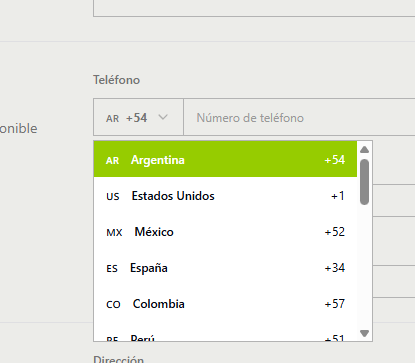 Teléfono
onible
AR +54 Número de teléfono
AR Argentina +54
US Estados Unidos +1
MX México +52
ES España +34
CO Colombia +57
PE Perú +51
Dirección